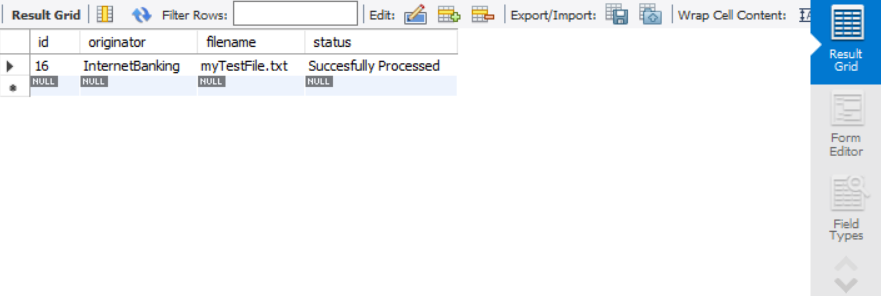 Result Grid Filter Rows: Edit: Export/Import: Wrap Cell Content:
id originator filename status
16 InternetBanking myTestFile.txt Succesfully Processed
NULL NULL NULL NULL
Result
Grid
Form
Editor
Field
Types